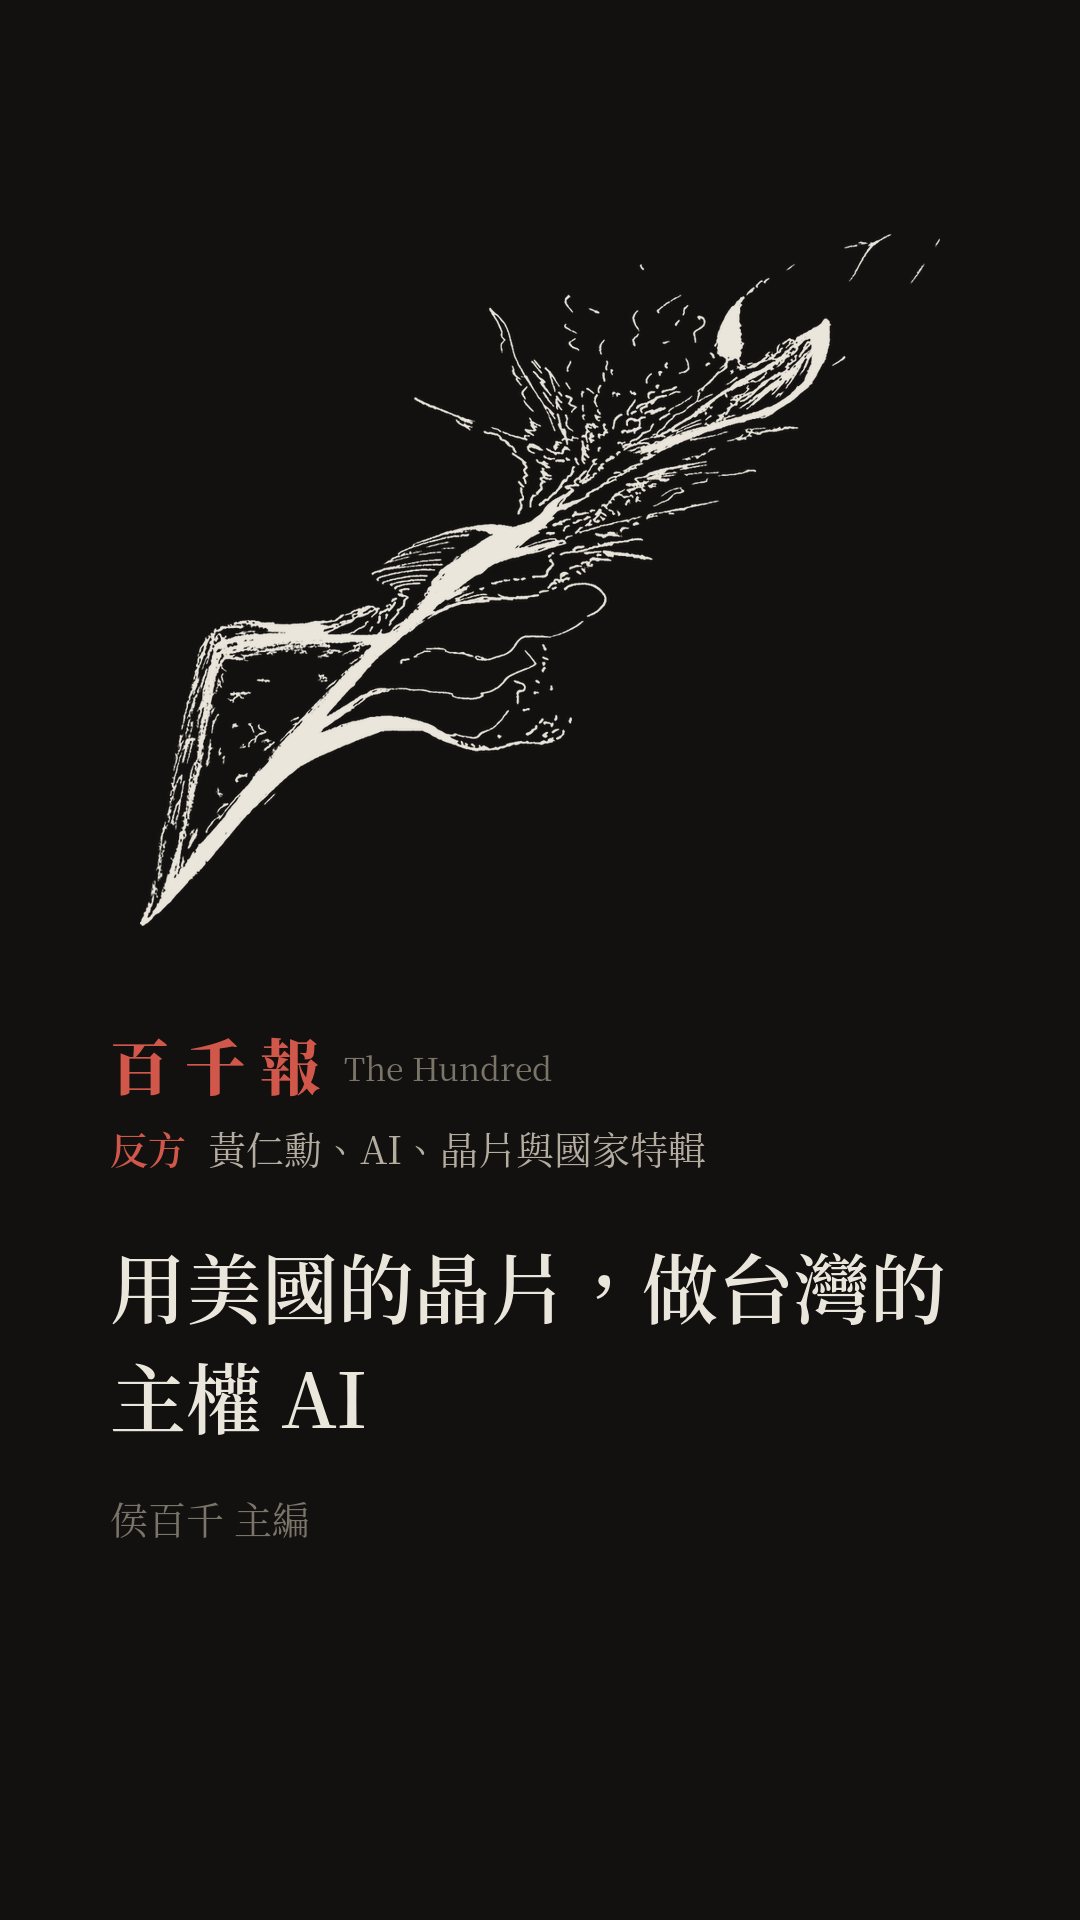 百千報 The Hundred
反方 黃仁勳、AI、晶片與國家特輯
用美國的晶片，做台灣的
主權 AI
侯百千 主編